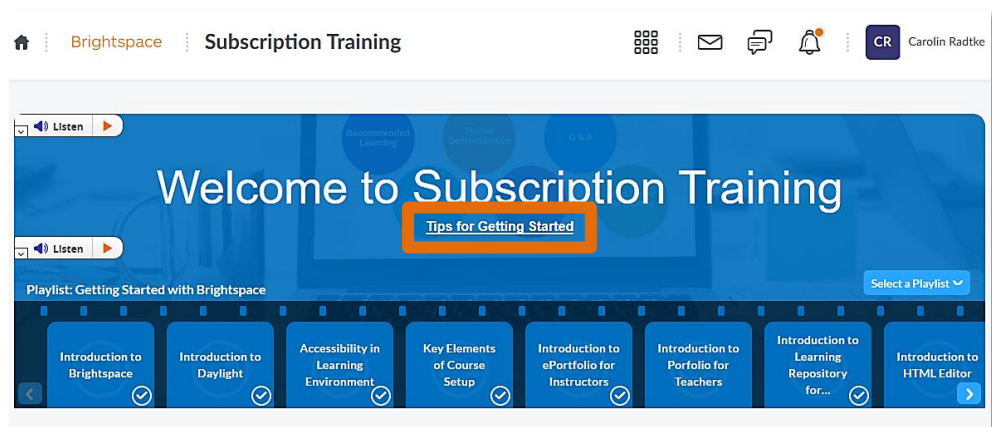 Brightspace Subscription Training CR Carolin Radtke
Listen
Recommended Learning
Trainer Demonstration
Q & A
Welcome to Subscription Training
Tips for Getting Started
Listen
Playlist: Getting Started with Brightspace
Select a Playlist
Introduction to
Brightspace
Introduction to
Daylight
Accessibility in
Learning
Environment
Key Elements
of Course
Setup
Introduction to
ePortfolio for
Instructors
Introduction to
Porfolio for
Teachers
Introduction to
Learning
Repository
for...
Introduction to
HTML Editor